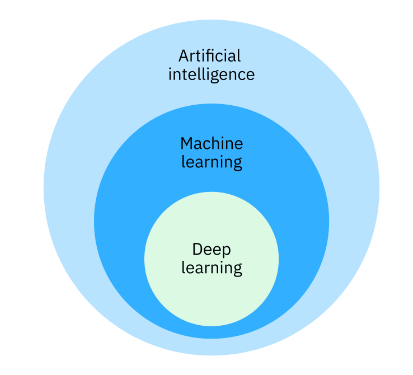 Artificial
intelligence
Machine
learning
Deep
learning